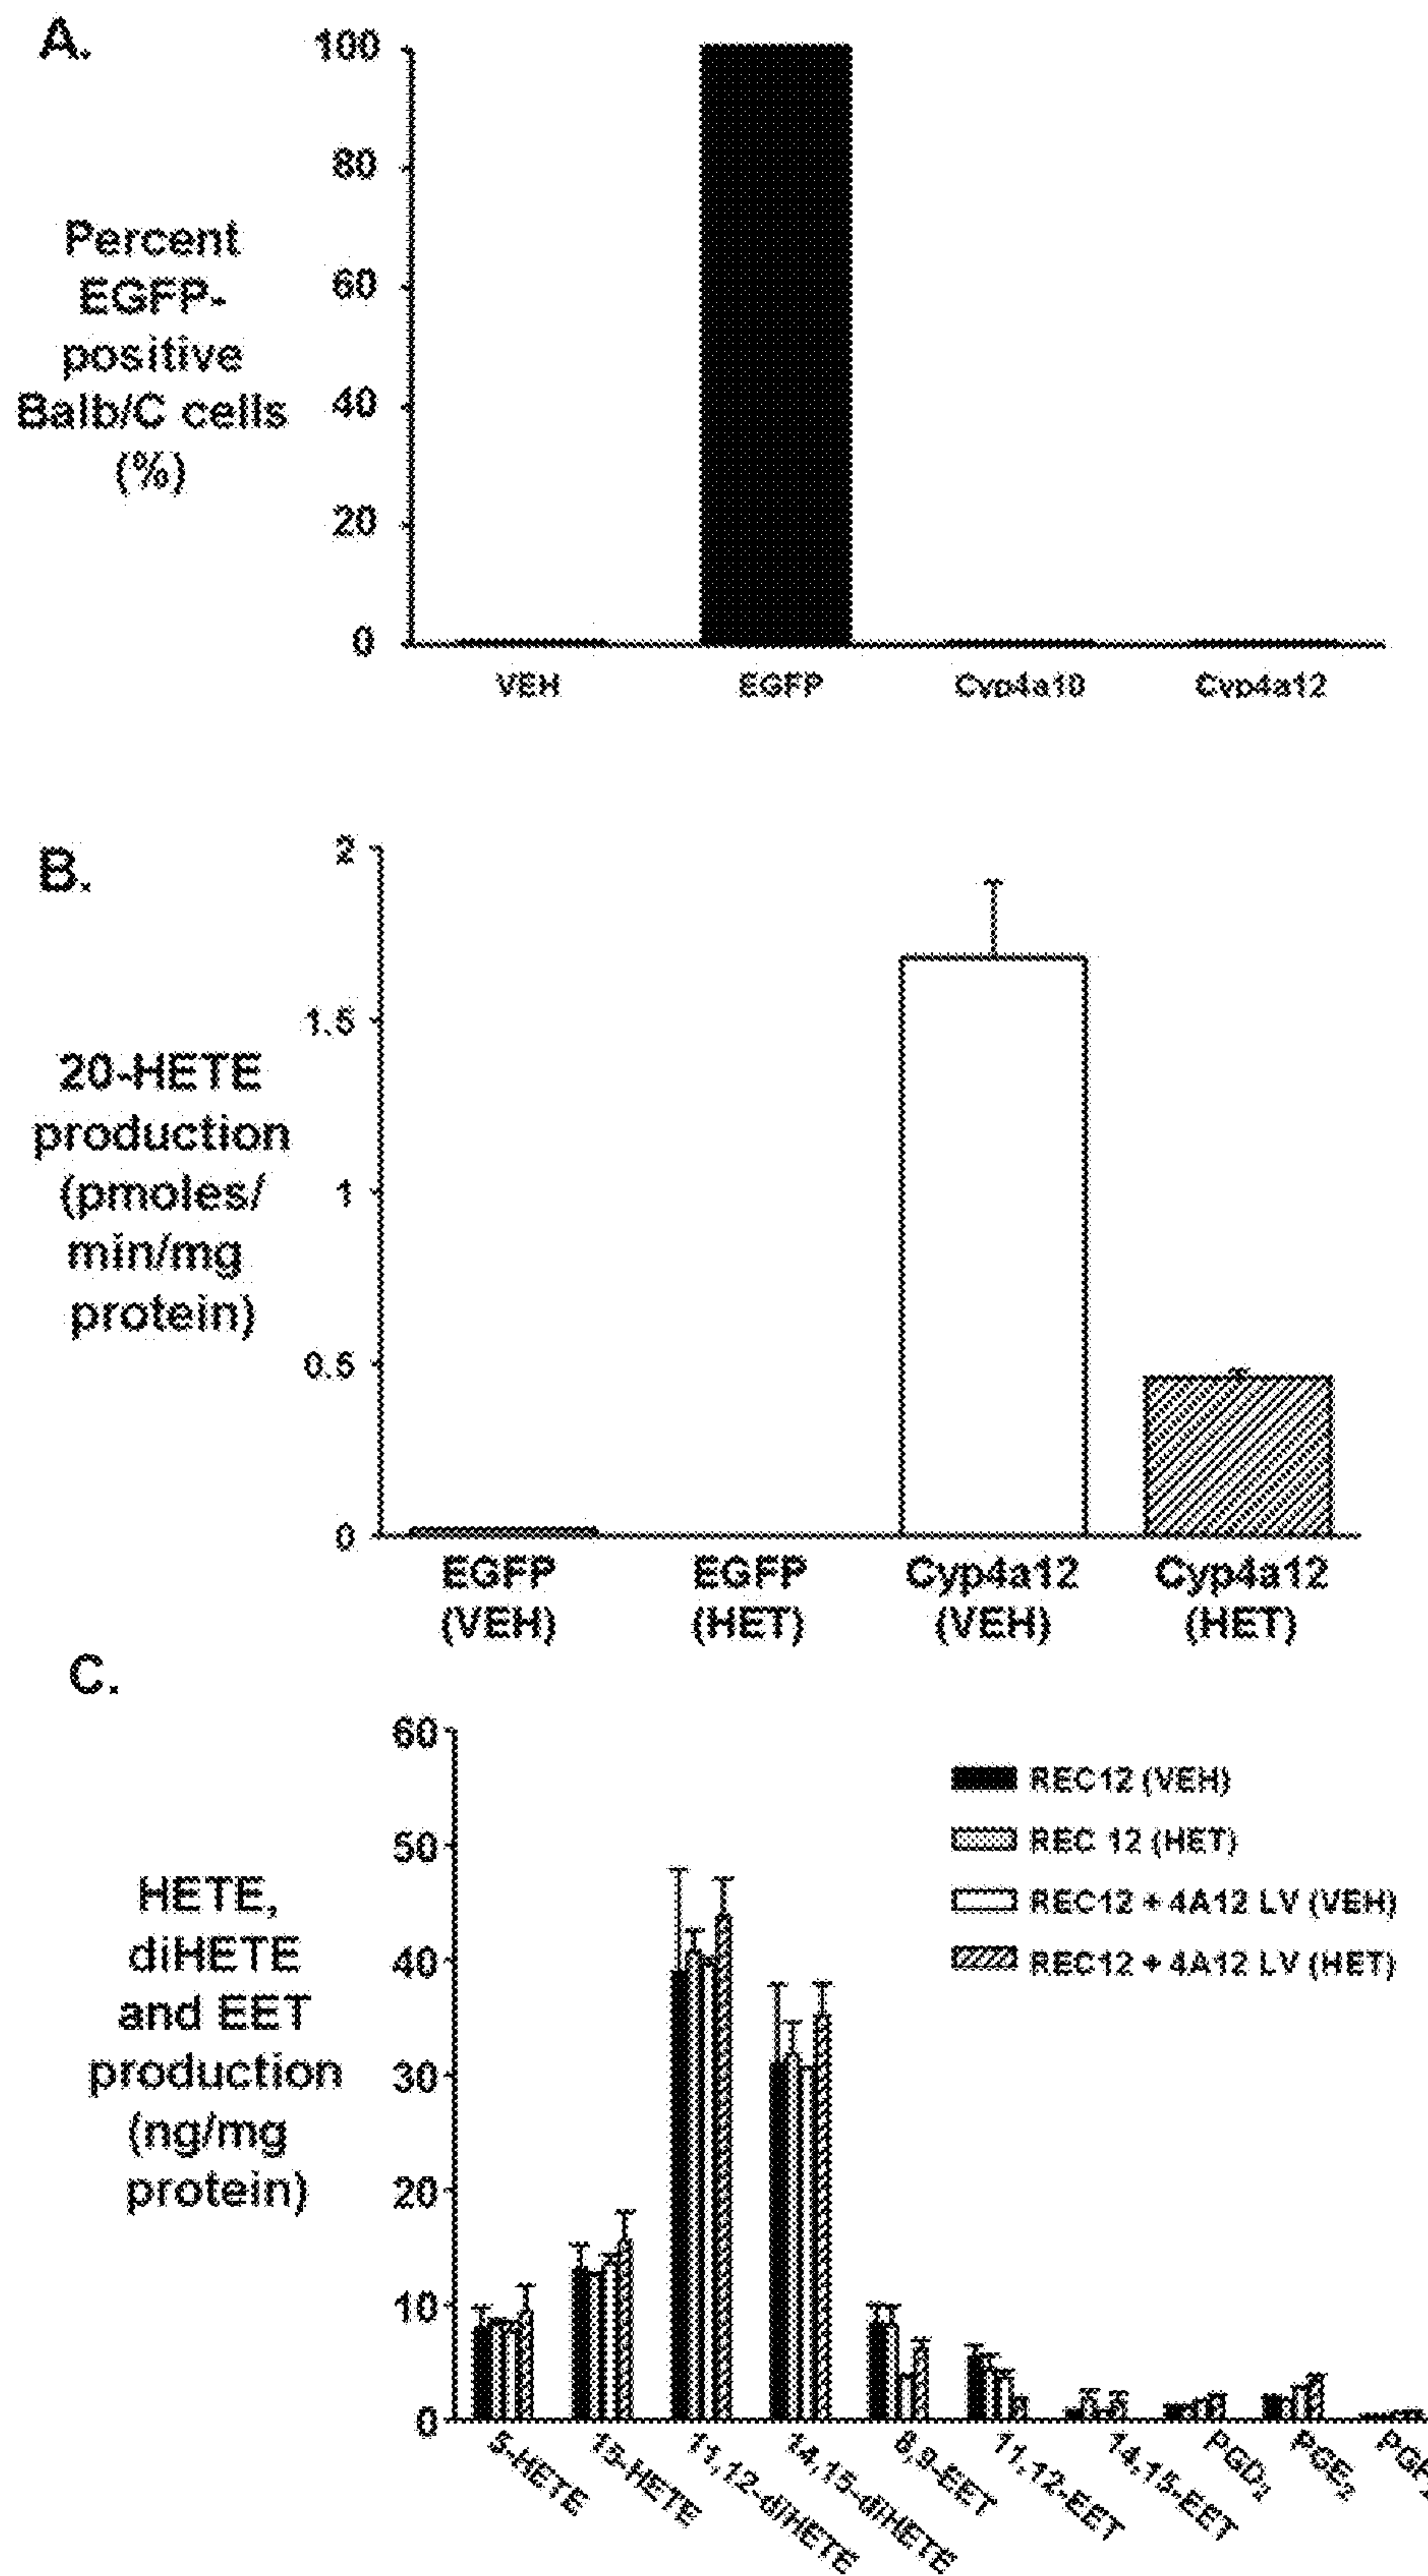 A.
100
80
60
40
20
0
Percent
EGFP-
positive
Balb/C cells
(%)
VEH EGFP Cyp4a10 Cyp4a12
B.
2
1.5
1
0.5
0
20-HETE
production
(pmoles/
min/mg
protein)
EGFP EGFP Cyp4a12 Cyp4a12
(VEH) (HET) (VEH) (HET)
C.
60
50
40
30
20
10
0
HETE,
diHETE
and EET
production
(ng/mg
protein)
REC12 (VEH)
REC 12 (HET)
REC12 + 4A12 LV (VEH)
REC12 + 4A12 LV (HET)
5-HETE
15-HETE
11,12-diHETE
14,15-diHETE
8,9-EET
11,12-EET
14,15-EET
PGD₂
PGE₂